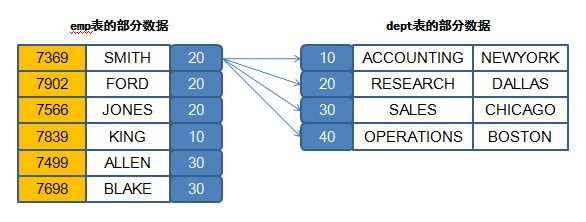 emp表的部分数据 dept表的部分数据
7369 SMITH 20 10 ACCOUNTING NEWYORK
7902 FORD 20 20 RESEARCH DALLAS
7566 JONES 20 30 SALES CHICAGO
7839 KING 10 40 OPERATIONS BOSTON
7499 ALLEN 30
7698 BLAKE 30